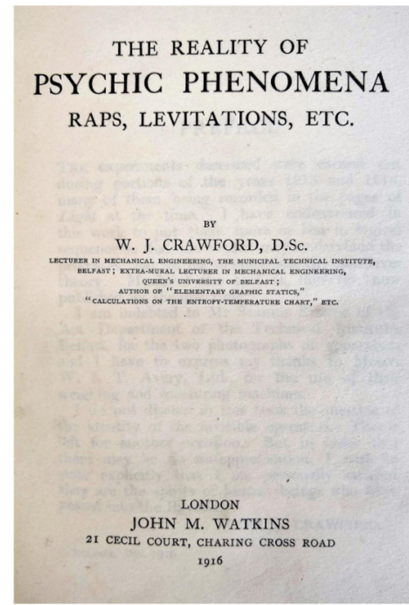 THE REALITY OF
PSYCHIC PHENOMENA
RAPS, LEVITATIONS, ETC.
BY
W. J. CRAWFORD, D.Sc.
LECTURER IN MECHANICAL ENGINEERING, THE MUNICIPAL TECHNICAL INSTITUTE,
BELFAST; EXTRA-MURAL LECTURER IN MECHANICAL ENGINEERING,
QUEEN'S UNIVERSITY OF BELFAST;
AUTHOR OF "ELEMENTARY GRAPHIC STATICS,"
"CALCULATIONS ON THE ENTROPY-TEMPERATURE CHART," ETC.
LONDON
JOHN M. WATKINS
21 CECIL COURT, CHARING CROSS ROAD
1916